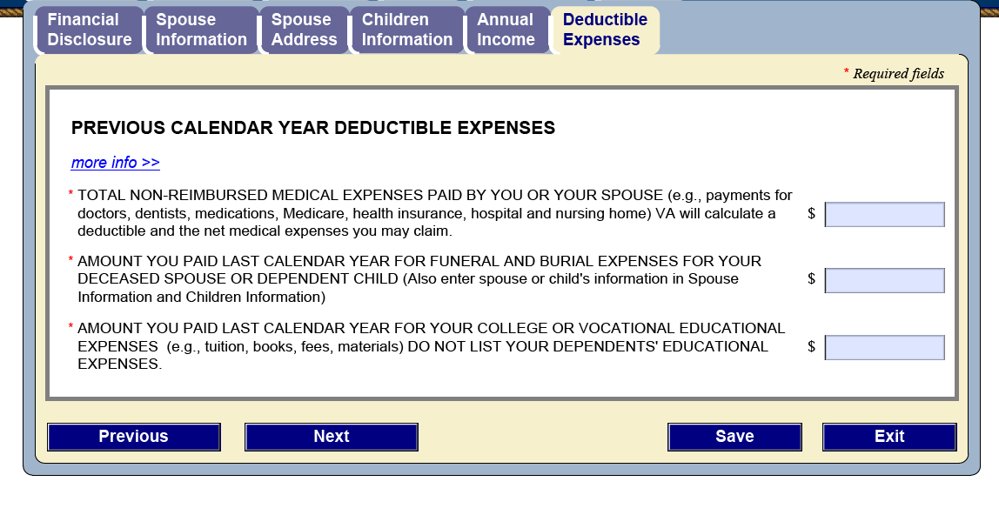 Financial Disclosure
Spouse Information
Spouse Address
Children Information
Annual Income
Deductible Expenses
* Required fields
PREVIOUS CALENDAR YEAR DEDUCTIBLE EXPENSES
more info >>
* TOTAL NON-REIMBURSED MEDICAL EXPENSES PAID BY YOU OR YOUR SPOUSE (e.g., payments for
doctors, dentists, medications, Medicare, health insurance, hospital and nursing home) VA will calculate a
deductible and the net medical expenses you may claim.
$
* AMOUNT YOU PAID LAST CALENDAR YEAR FOR FUNERAL AND BURIAL EXPENSES FOR YOUR
DECEASED SPOUSE OR DEPENDENT CHILD (Also enter spouse or child's information in Spouse
Information and Children Information)
$
* AMOUNT YOU PAID LAST CALENDAR YEAR FOR YOUR COLLEGE OR VOCATIONAL EDUCATIONAL
EXPENSES  (e.g., tuition, books, fees, materials) DO NOT LIST YOUR DEPENDENTS' EDUCATIONAL
EXPENSES.
$
Previous
Next
Save
Exit